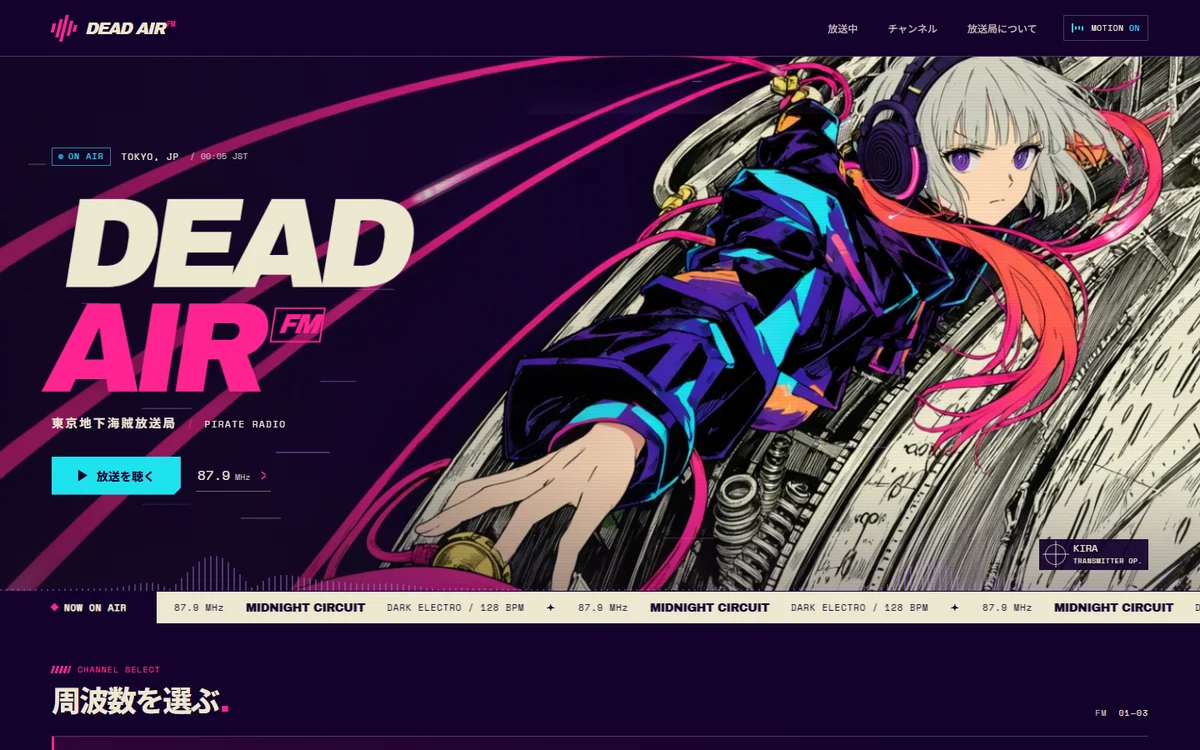 DEAD AIR FM
放送中 チャンネル 放送局について MOTION ON
ON AIR TOKYO, JP / 00:05 JST
DEAD
AIR FM
東京地下海賊放送局 / PIRATE RADIO
放送を聴く 87.9 MHz
KIRA
TRANSMITTER OP.
NOW ON AIR 87.9 MHz MIDNIGHT CIRCUIT DARK ELECTRO / 128 BPM 87.9 MHz MIDNIGHT CIRCUIT DARK ELECTRO / 128 BPM 87.9 MHz MIDNIGHT CIRCUIT
CHANNEL SELECT
周波数を選ぶ.
FM 01—03